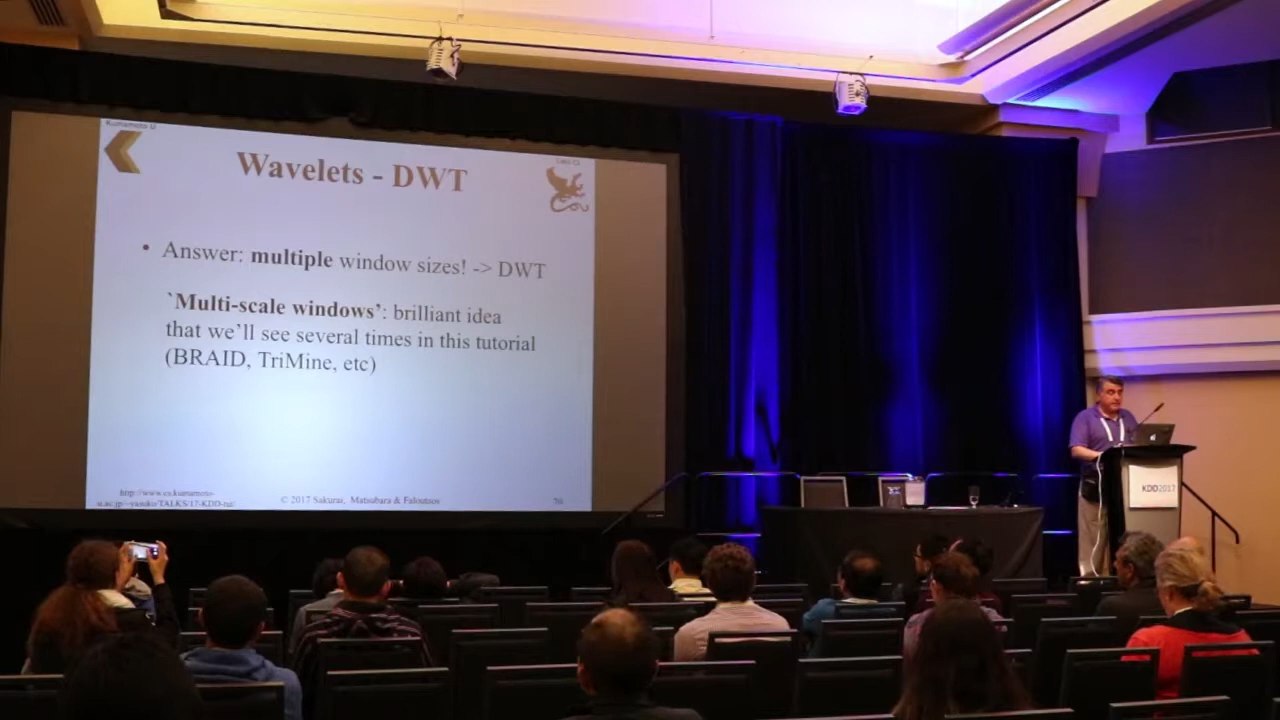 Kumamoto U
Wavelets - DWT
• Answer: multiple window sizes! -> DWT
`Multi-scale windows’: brilliant idea
that we’ll see several times in this tutorial
(BRAID, TriMine, etc)
© 2017 Sakurai, Matsubara & Faloutsos
KDD2017